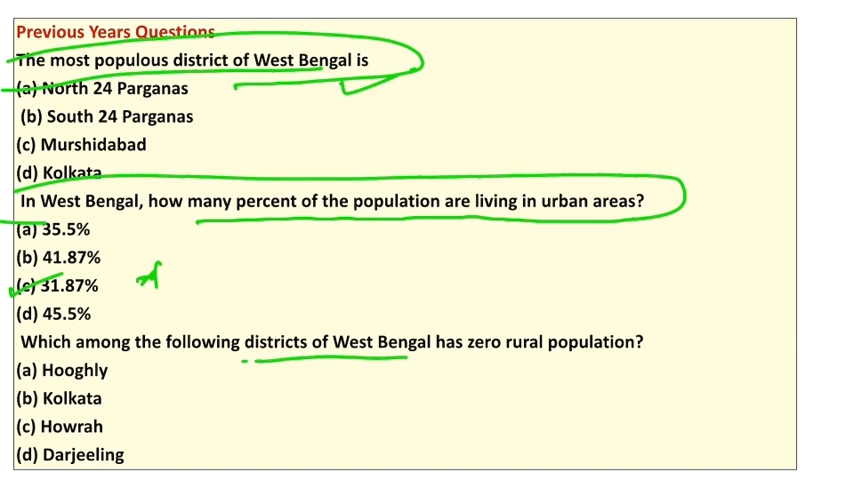 Previous Years Questions
The most populous district of West Bengal is
(a) North 24 Parganas
(b) South 24 Parganas
(c) Murshidabad
(d) Kolkata
In West Bengal, how many percent of the population are living in urban areas?
(a) 35.5%
(b) 41.87%
(c) 31.87%
(d) 45.5%
Which among the following districts of West Bengal has zero rural population?
(a) Hooghly
(b) Kolkata
(c) Howrah
(d) Darjeeling